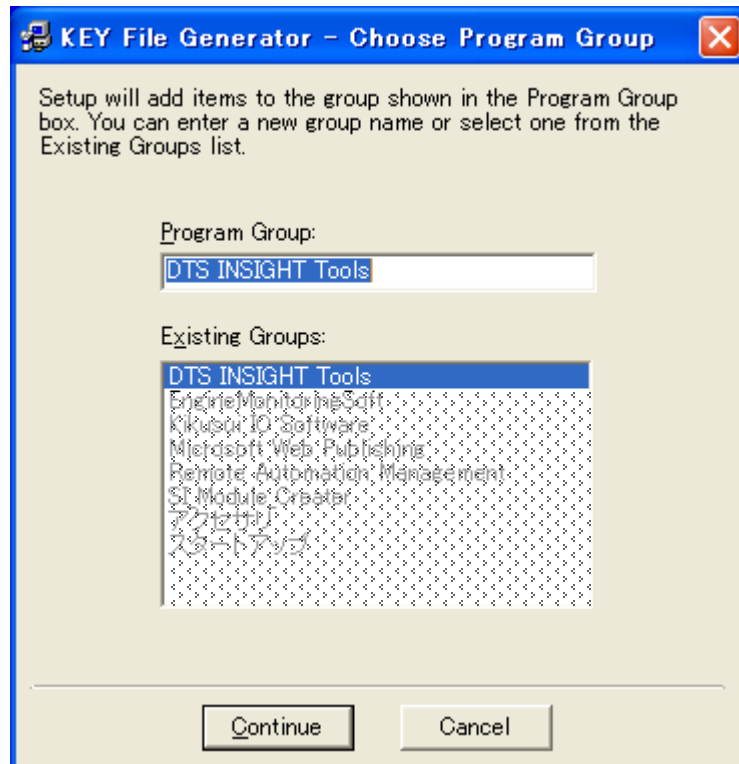 KEY File Generator - Choose Program Group
Setup will add items to the group shown in the Program Group
box. You can enter a new group name or select one from the
Existing Groups list.
Program Group:
DTS INSIGHT Tools
Existing Groups:
DTS INSIGHT Tools
EngineMonitoringSoft
Kikusui IO Software
Microsoft Web Publishing
Remote Automation Management
SI Module Creater
アクセサリ
スタートアップ
Continue
Cancel